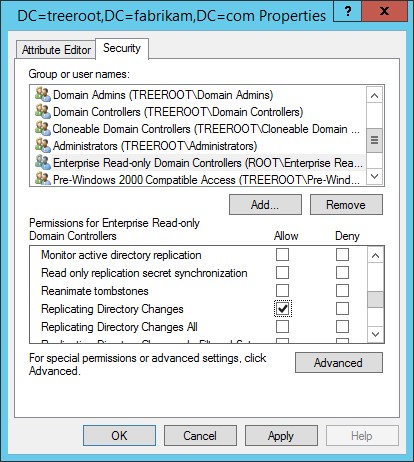 DC=treeroot,DC=fabrikam,DC=com Properties ? x
Attribute Editor Security
Group or user names:
Domain Admins (TREEROOT\Domain Admins)
Domain Controllers (TREEROOT\Domain Controllers)
Cloneable Domain Controllers (TREEROOT\Cloneable Domain ...
Administrators (TREEROOT\Administrators)
Enterprise Read-only Domain Controllers (ROOT\Enterprise Rea...
Pre-Windows 2000 Compatible Access (TREEROOT\Pre-Wind...
Add... Remove
Permissions for Enterprise Read-only
Domain Controllers Allow Deny
Monitor active directory replication
Read only replication secret synchronization
Reanimate tombstones
Replicating Directory Changes
Replicating Directory Changes All
For special permissions or advanced settings, click
Advanced.
Advanced
OK Cancel Apply Help